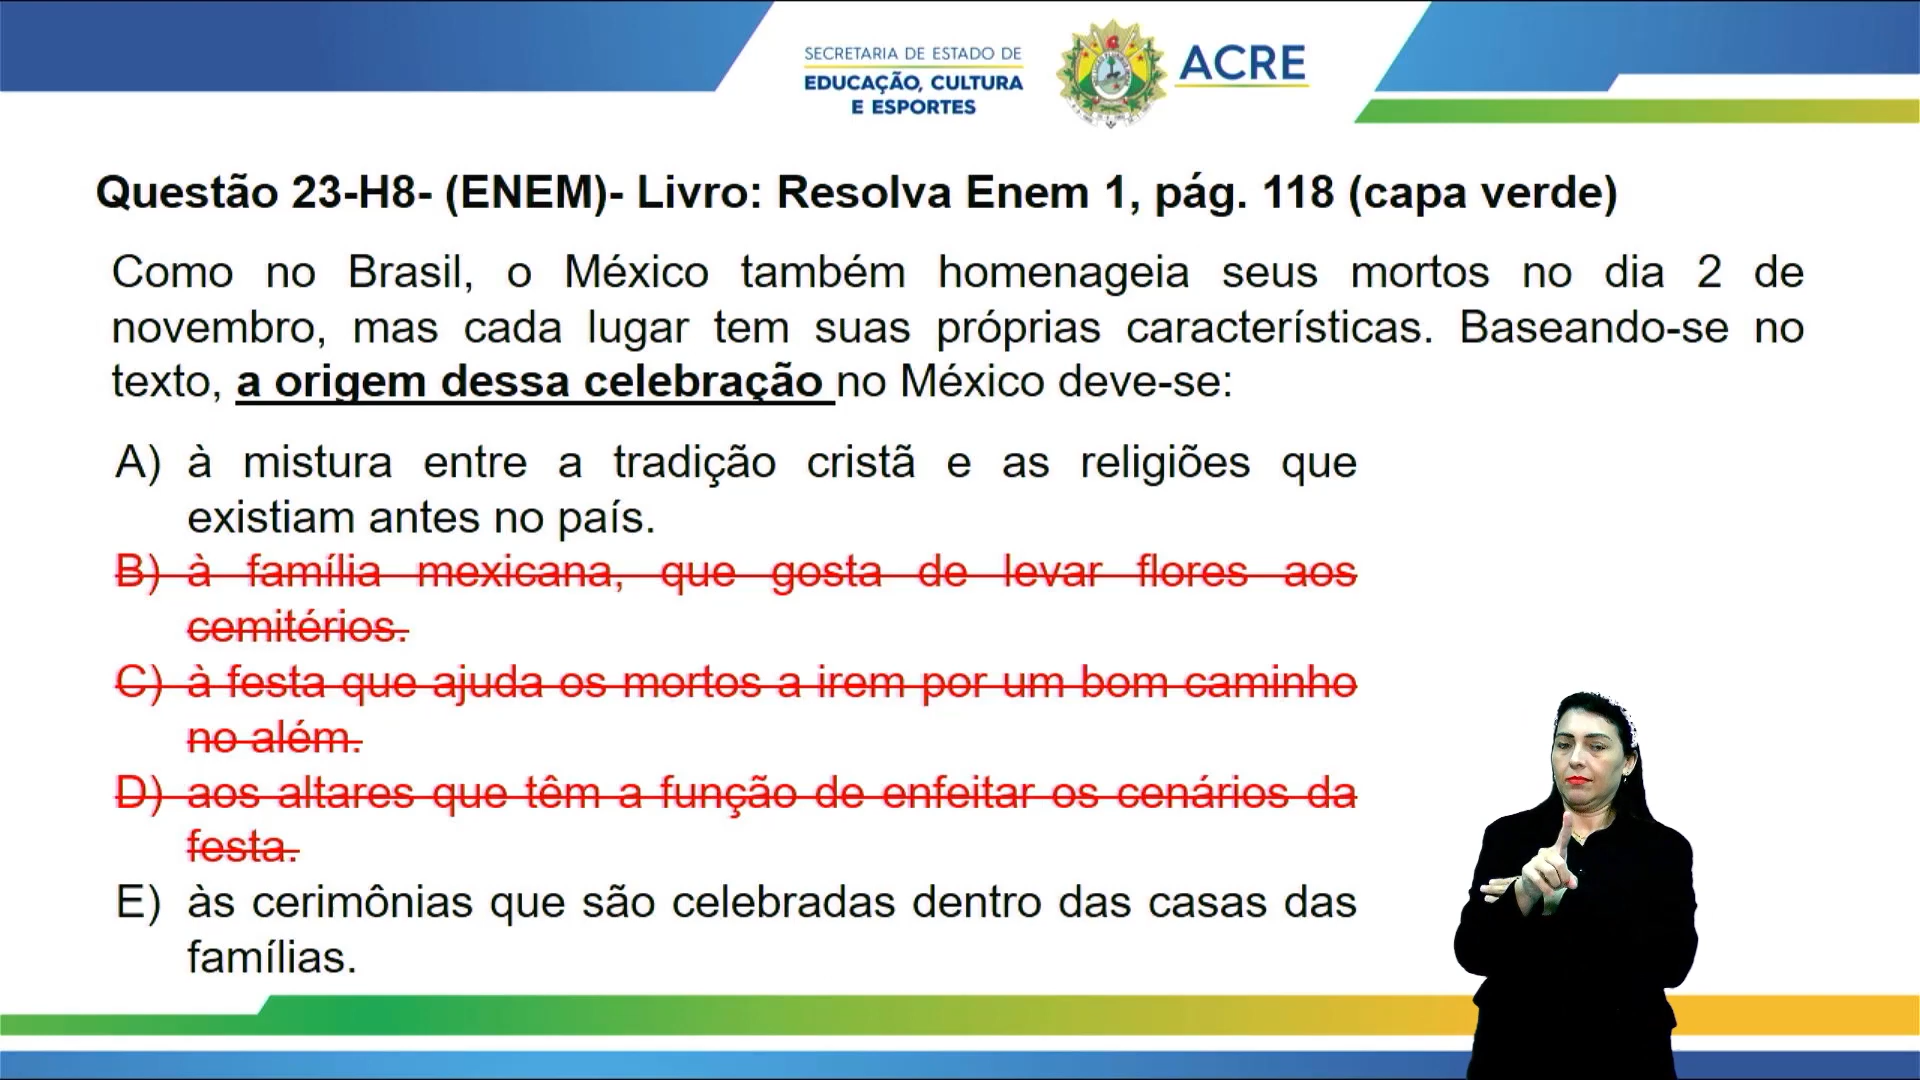 SECRETARIA DE ESTADO DE
EDUCAÇÃO, CULTURA
E ESPORTES
ACRE
Questão 23-H8- (ENEM)- Livro: Resolva Enem 1, pág. 118 (capa verde)
Como no Brasil, o México também homenageia seus mortos no dia 2 de
novembro, mas cada lugar tem suas próprias características. Baseando-se no
texto, a origem dessa celebração no México deve-se:
A) à mistura entre a tradição cristã e as religiões que
existiam antes no país.
B) à família mexicana, que gosta de levar flores aos
cemitérios.
C) à festa que ajuda os mortos a irem por um bom caminho
no além.
D) aos altares que têm a função de enfeitar os cenários da
festa.
E) às cerimônias que são celebradas dentro das casas das
famílias.